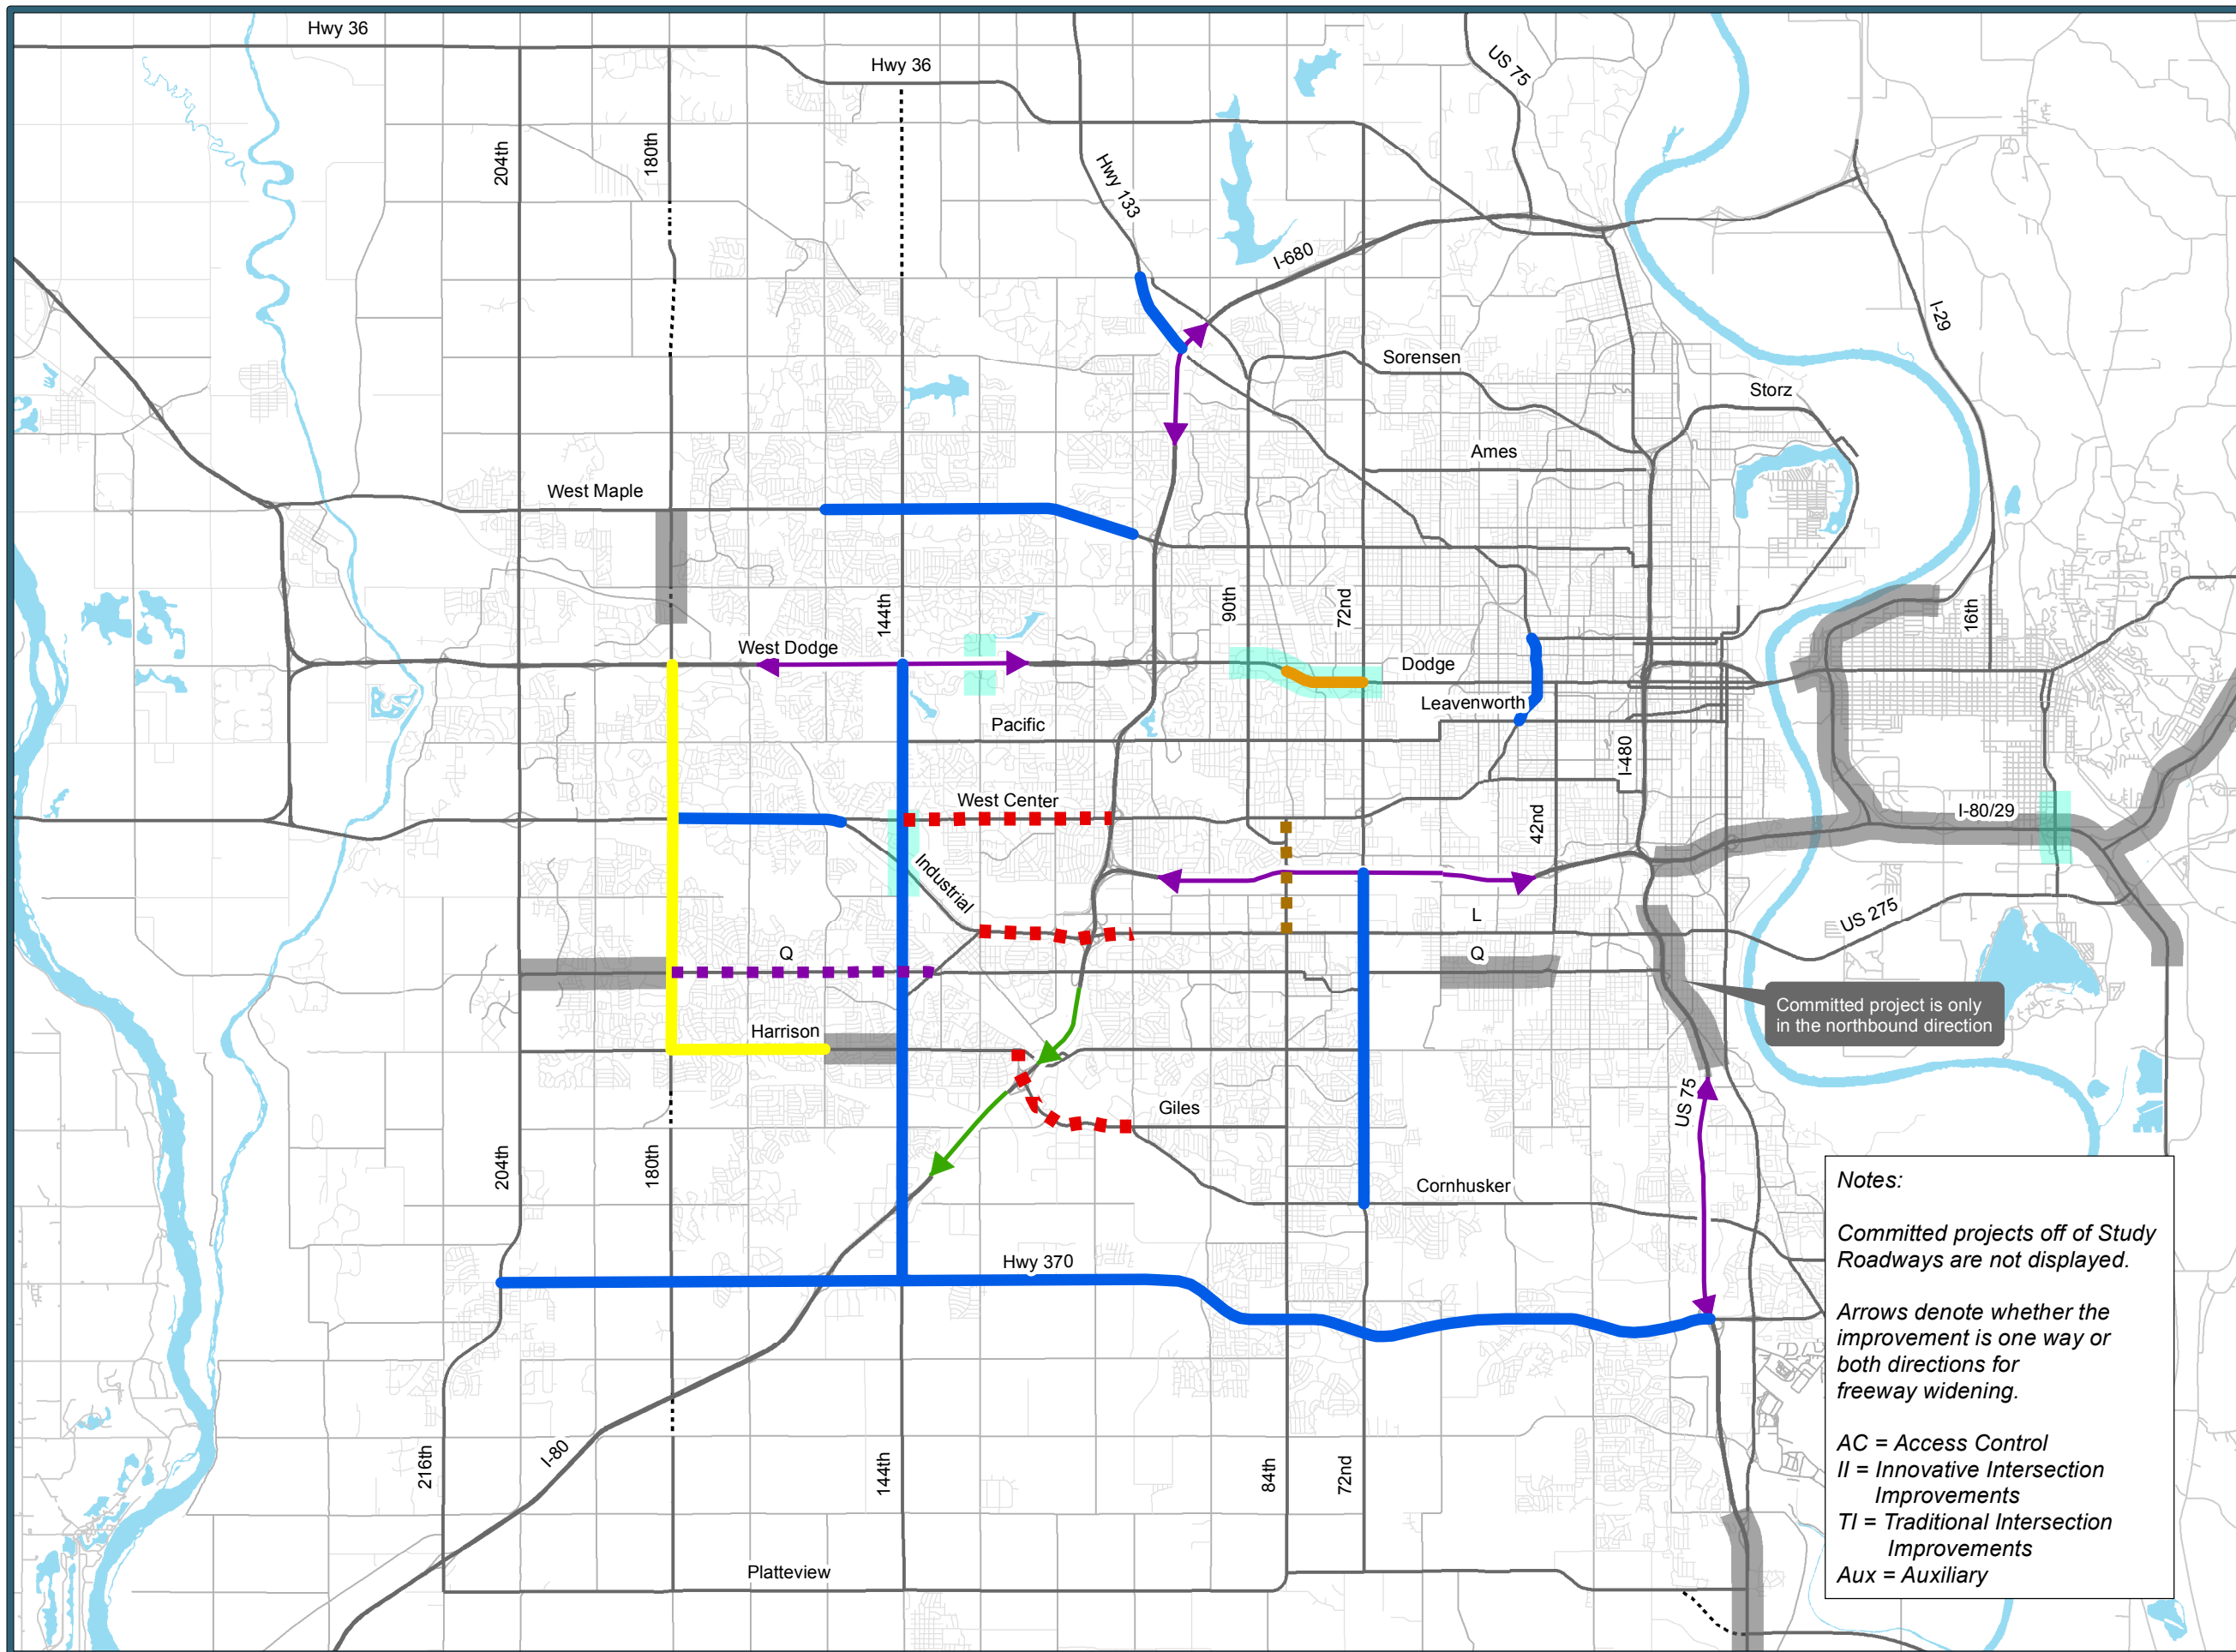 Hwy 36
Hwy 36
US 75
204th
180th
Hwy 133
I-680
I-29
Sorensen
Storz
Ames
West Maple
144th
90th
72nd
16th
West Dodge
Dodge
Leavenworth
Pacific
I-480
West Center
42nd
I-80/29
Industrial
L
US 275
Q
Q
Committed project is only
in the northbound direction
Harrison
Giles
US 75
204th
180th
Cornhusker
Hwy 370
216th
I-80
144th
84th
72nd
Platteview
Notes:
Committed projects off of Study
Roadways are not displayed.
Arrows denote whether the
improvement is one way or
both directions for
freeway widening.
AC = Access Control
II = Innovative Intersection
Improvements
TI = Traditional Intersection
Improvements
Aux = Auxiliary